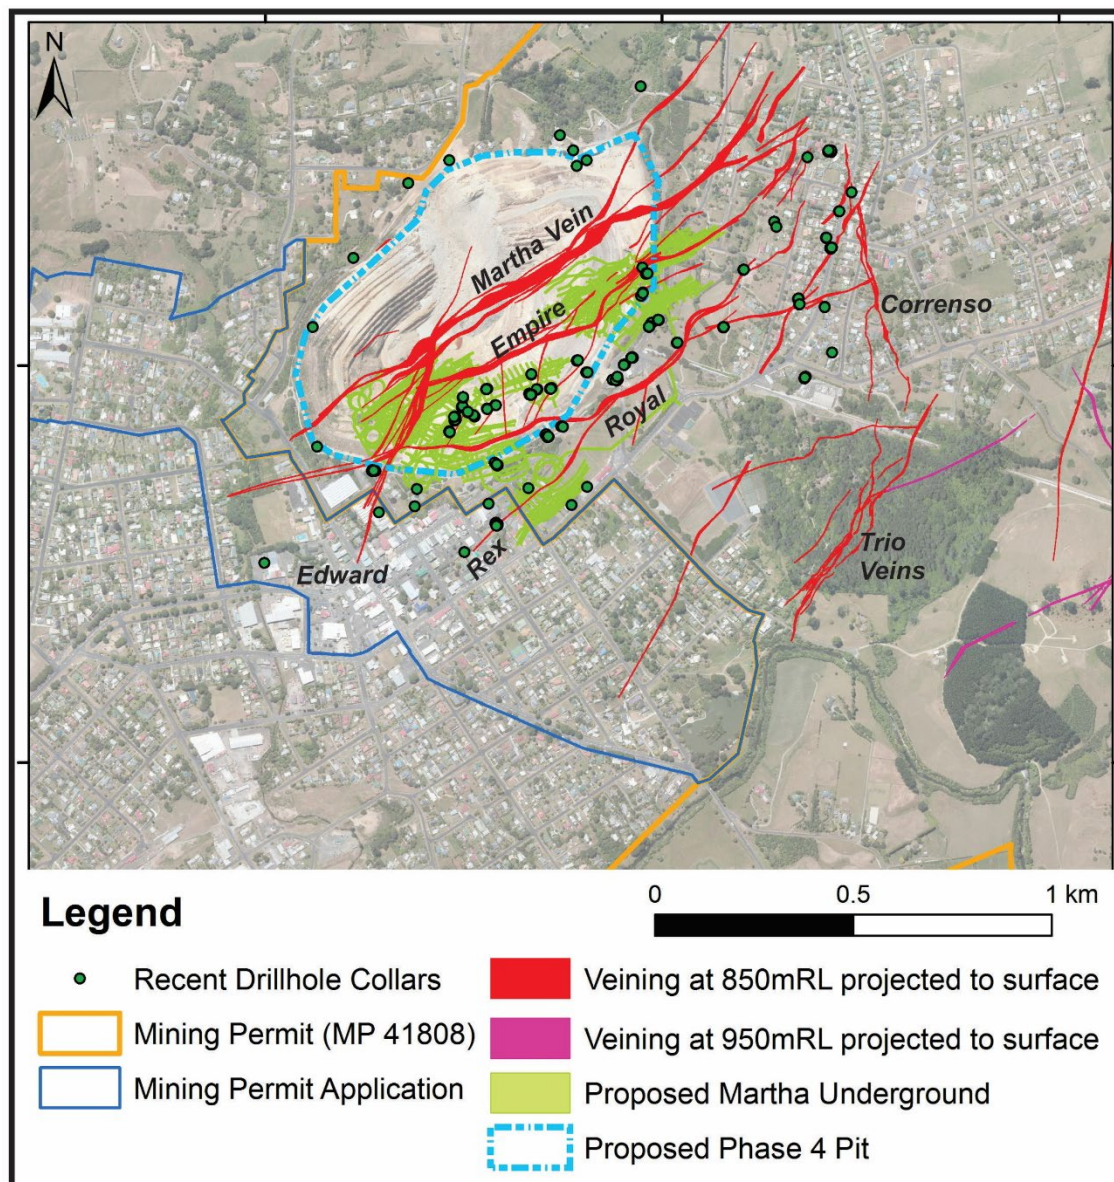 N
Martha Vein
Empire
Correnso
Royal
Trio
Veins
Edward
Rex
Legend
0 0.5 1 km
Recent Drillhole Collars
Mining Permit (MP 41808)
Mining Permit Application
Veining at 850mRL projected to surface
Veining at 950mRL projected to surface
Proposed Martha Underground
Proposed Phase 4 Pit